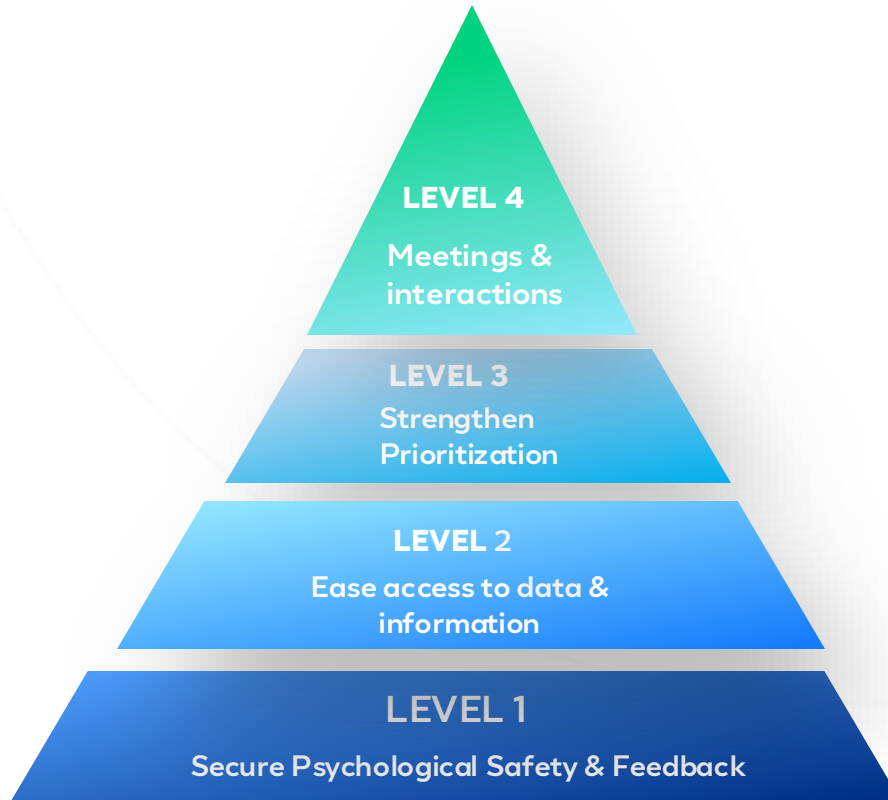 LEVEL 4
Meetings &
interactions
LEVEL 3
Strengthen
Prioritization
LEVEL 2
Ease access to data &
information
LEVEL 1
Secure Psychological Safety & Feedback